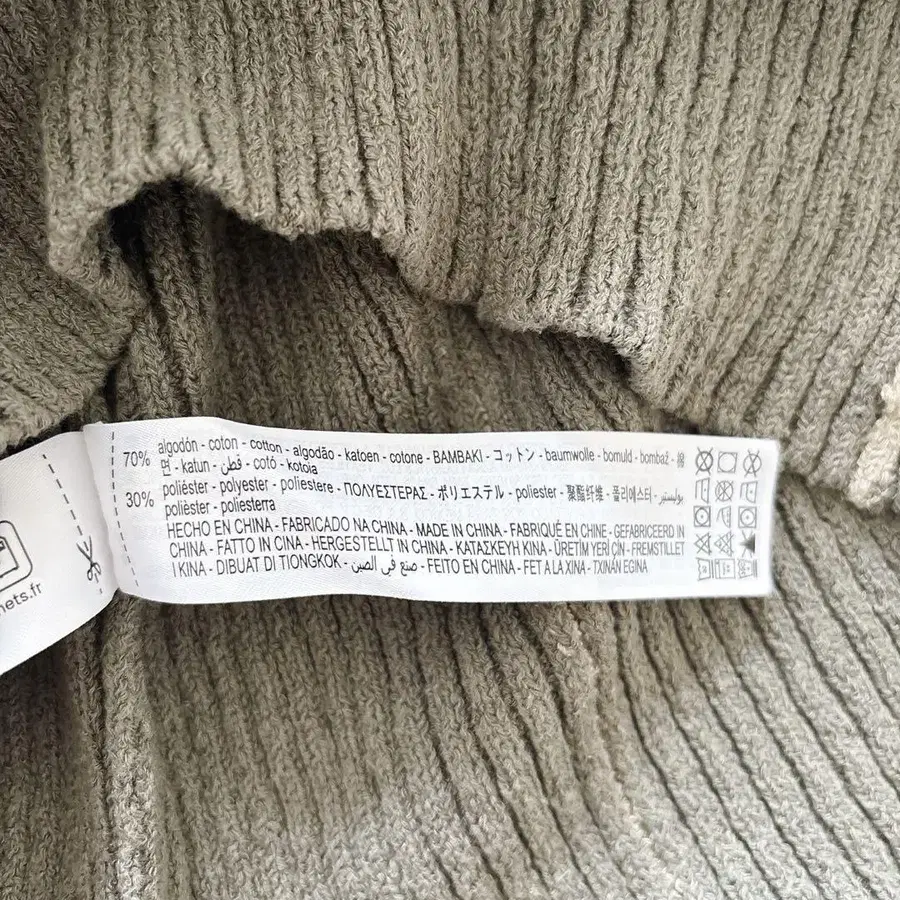 70% algodón - coton - cotton - algodão - katoen - cotone - BAMBAKI - コットン - baumwolle - bomuld - bombaž - 棉
면 - katun - قطن - cotó - kotoia
30% poliéster - polyester - poliestere - ΠΟΛΥΕΣΤΕΡΑΣ - ポリエステル - poliester - 聚酯纤维 - 폴리에스터 - بوليستير -
polièster - poliesterra
HECHO EN CHINA - FABRICADO NA CHINA - MADE IN CHINA - FABRIQUÉ EN CHINE - GEFABRICEERD IN
CHINA - FATTO IN CINA - HERGESTELLT IN CHINA - ΚΑΤΑΣΚΕΥΗ ΚΙΝΑ - ÜRETİM YERİ ÇİN - FREMSTILLET
I KINA - DIBUAT DI TIONGKOK - صنع في الصين - FEITO EN CHINA - FET A LA XINA - TXINAN EGINA